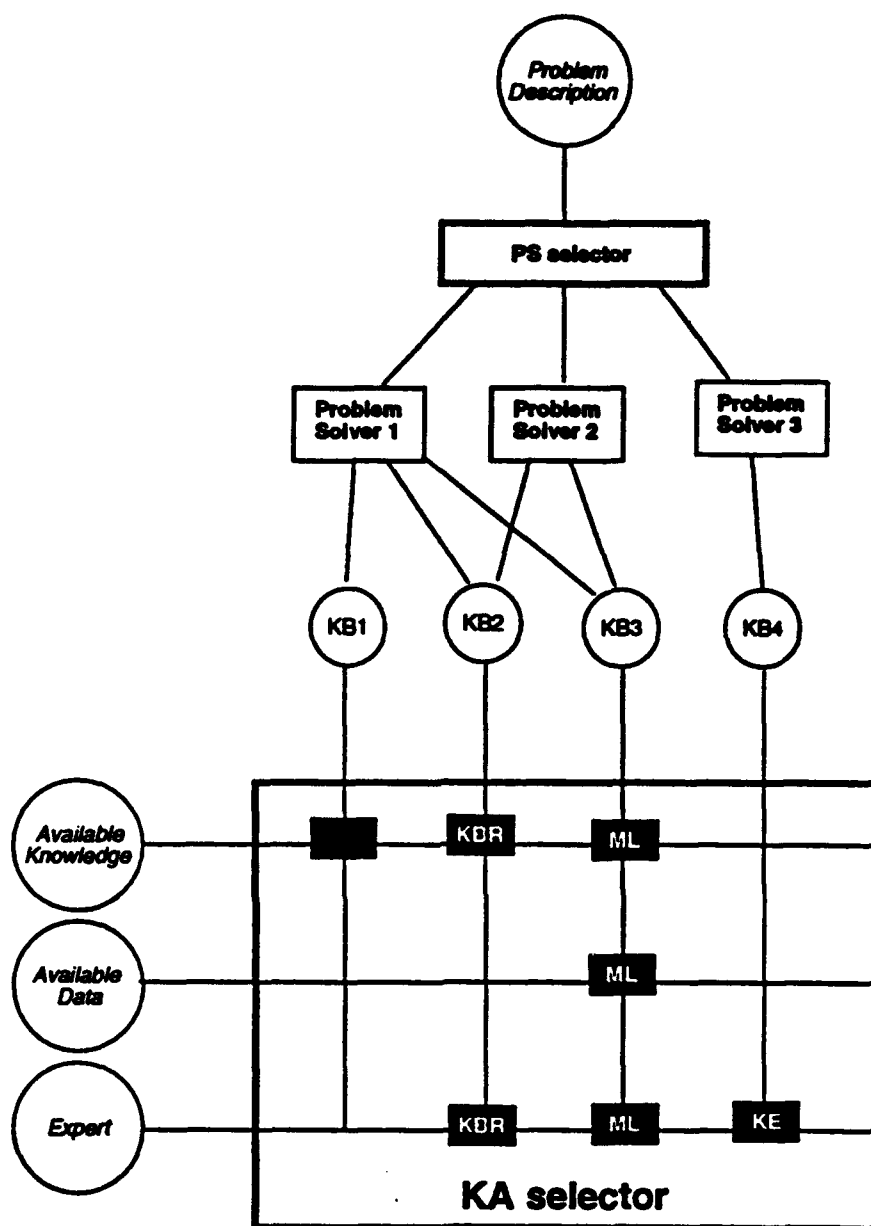 Problem
Description
PS selector
Problem
Solver 1
Problem
Solver 2
Problem
Solver 3
KB1
KB2
KB3
KB4
Available
Knowledge
KBR
ML
Available
Data
ML
Expert
KBR
ML
KE
KA selector